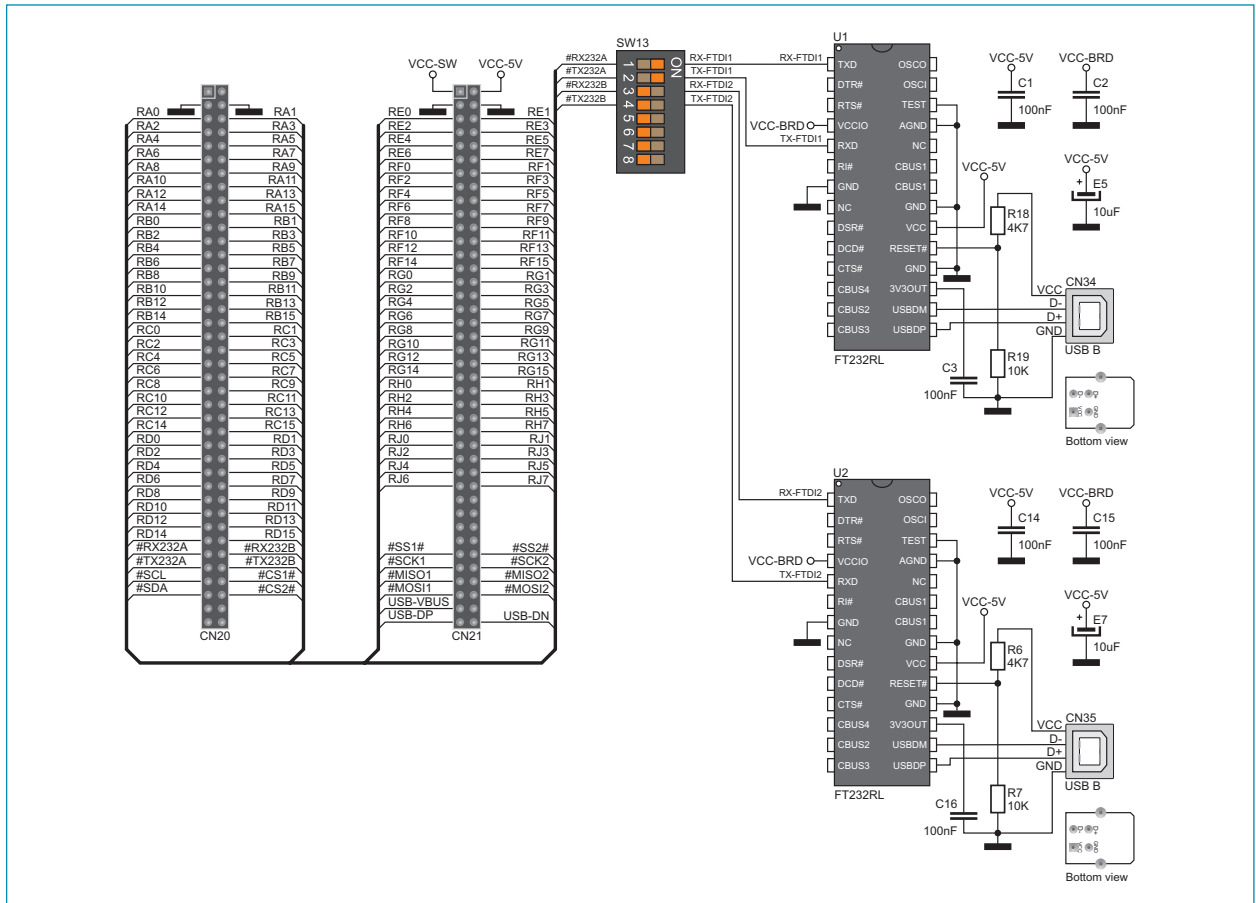 SW13
ON
1
2
3
4
5
6
7
8
#RX232A RX-FTDI1
#TX232A TX-FTDI1
#RX232B RX-FTDI2
#TX232B TX-FTDI2
VCC-SW VCC-5V
RA0 RA1
RA2 RA3
RA4 RA5
RA6 RA7
RA8 RA9
RA10 RA11
RA12 RA13
RA14 RA15
RB0 RB1
RB2 RB3
RB4 RB5
RB6 RB7
RB8 RB9
RB10 RB11
RB12 RB13
RB14 RB15
RC0 RC1
RC2 RC3
RC4 RC5
RC6 RC7
RC8 RC9
RC10 RC11
RC12 RC13
RC14 RC15
RD0 RD1
RD2 RD3
RD4 RD5
RD6 RD7
RD8 RD9
RD10 RD11
RD12 RD13
RD14 RD15
#RX232A #RX232B
#TX232A #TX232B
#SCL #CS1#
#SDA #CS2#
CN20
RE0 RE1
RE2 RE3
RE4 RE5
RE6 RE7
RF0 RF1
RF2 RF3
RF4 RF5
RF6 RF7
RF8 RF9
RF10 RF11
RF12 RF13
RF14 RF15
RG0 RG1
RG2 RG3
RG4 RG5
RG6 RG7
RG8 RG9
RG10 RG11
RG12 RG13
RG14 RG15
RH0 RH1
RH2 RH3
RH4 RH5
RH6 RH7
RJ0 RJ1
RJ2 RJ3
RJ4 RJ5
RJ6 RJ7
#SS1# #SS2#
#SCK1 #SCK2
#MISO1 #MISO2
#MOSI1 #MOSI2
USB-VBUS
USB-DP USB-DN
CN21
U1
RX-FTDI1 TXD OSCO
DTR# OSCI
RTS# TEST
VCC-BRD VCCIO AGND
TX-FTDI1 RXD NC
RI# CBUS1
GND CBUS1
NC GND
DSR# VCC
DCD# RESET#
CTS# GND
CBUS4 3V3OUT
CBUS2 USBDM
CBUS3 USBDP
FT232RL
VCC-5V
R18
4K7
R19
10K
C3
100nF
VCC-5V
C1
100nF
VCC-BRD
C2
100nF
VCC-5V
+
E5
10uF
CN34
VCC
D-
D+
GND
USB B
D- D+
VCC GND
Bottom view
U2
RX-FTDI2 TXD OSCO
DTR# OSCI
RTS# TEST
VCC-BRD VCCIO AGND
TX-FTDI2 RXD NC
RI# CBUS1
GND CBUS1
NC GND
DSR# VCC
DCD# RESET#
CTS# GND
CBUS4 3V3OUT
CBUS2 USBDM
CBUS3 USBDP
FT232RL
VCC-5V
R6
4K7
R7
10K
C16
100nF
VCC-5V
C14
100nF
VCC-BRD
C15
100nF
VCC-5V
+
E7
10uF
CN35
VCC
D-
D+
GND
USB B
D- D+
VCC GND
Bottom view